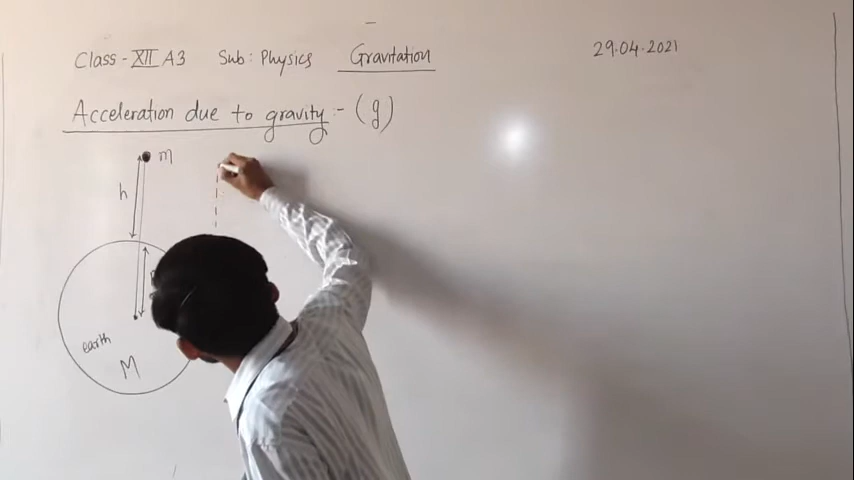 Class - XII A3 Sub: Physics Gravitation 29.04.2021
Acceleration due to gravity :- (g)
m
h
earth
M